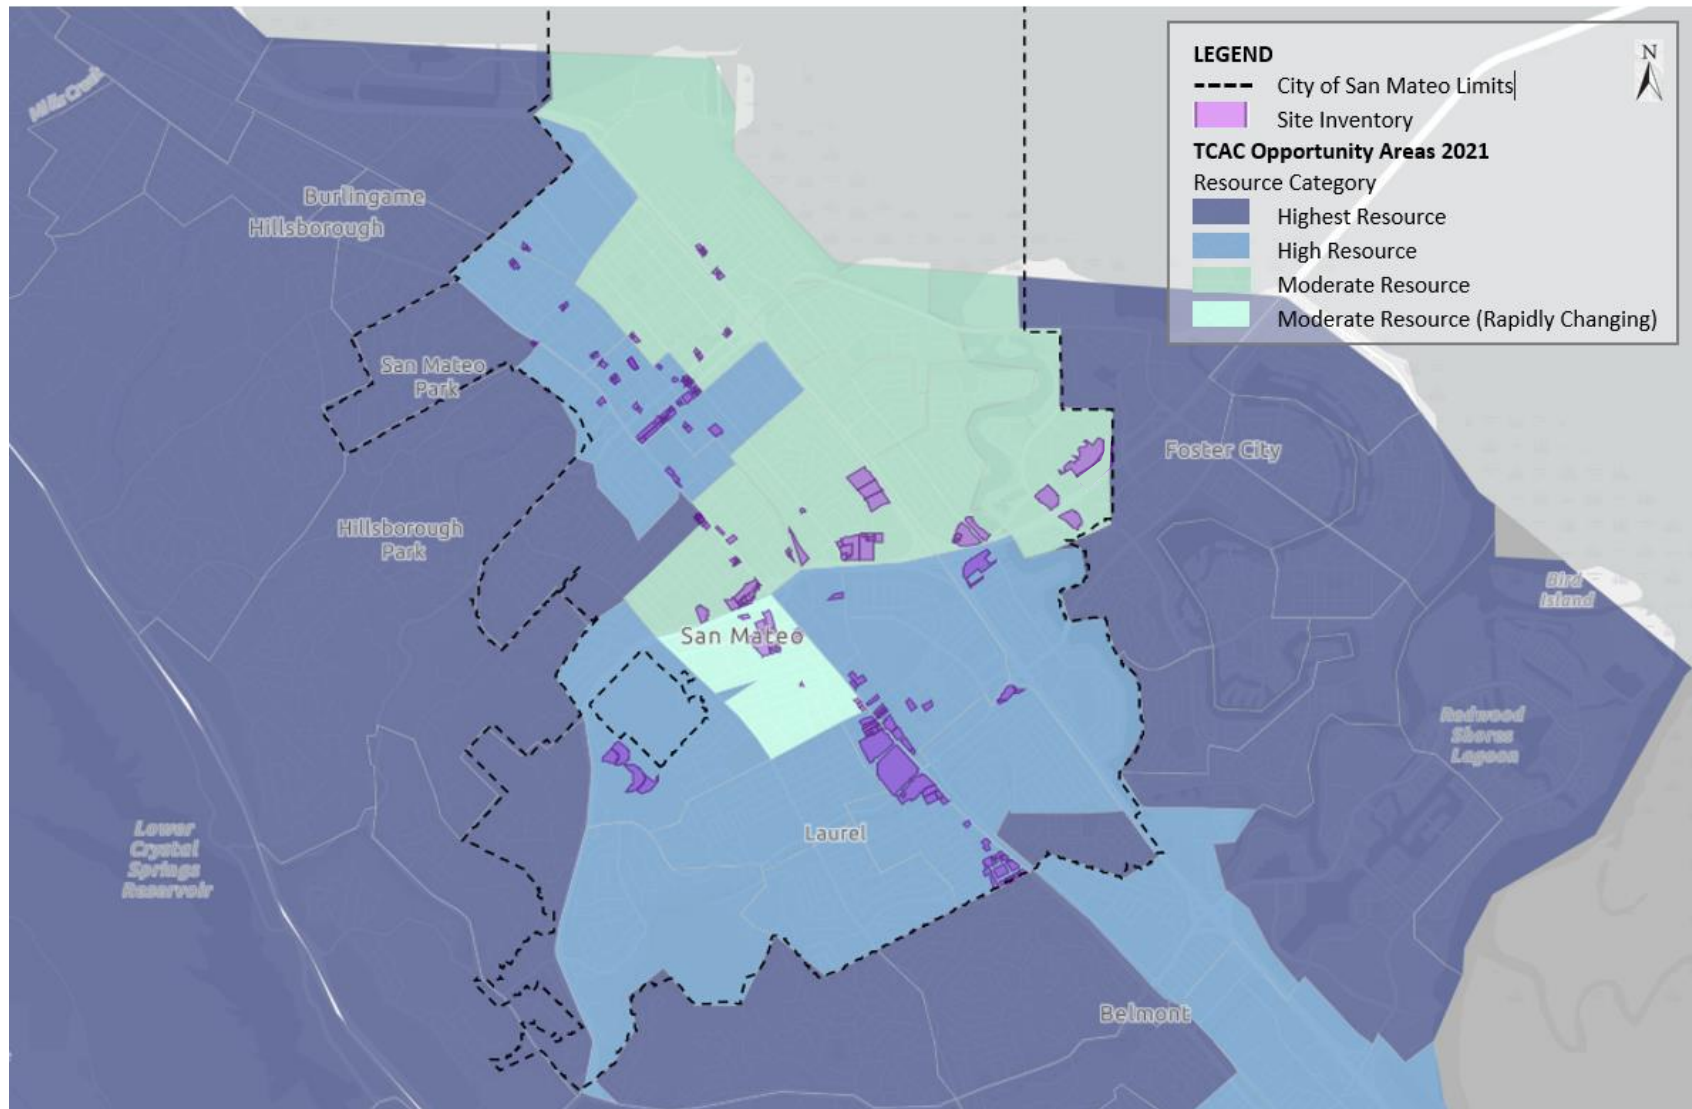 LEGEND
N
City of San Mateo Limits
Site Inventory
TCAC Opportunity Areas 2021
Resource Category
Highest Resource
High Resource
Moderate Resource
Moderate Resource (Rapidly Changing)
Mills Creek
Burlingame
Hillsborough
San Mateo
Park
Foster City
Hillsborough
Park
Bird
Island
San Mateo
Redwood
Shores
Lagoon
Laurel
Lower
Crystal
Springs
Reservoir
Belmont